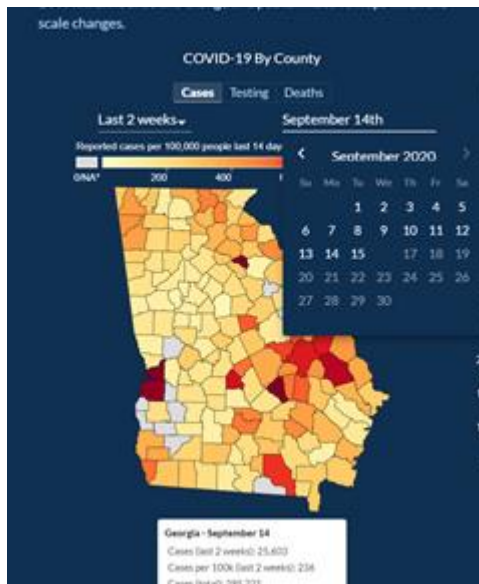 scale changes.
COVID-19 By County
Cases Testing Deaths
Last 2 weeks
September 14th
Reported cases per 100,000 people last 14 day
0/NA*
200
400
September 2020
Su Mo Tu We Th Fr Sa
1 2 3 4 5
6 7 8 9 10 11 12
13 14 15 17 18 19
20 21 22 23 24 25 26
27 28 29 30
Georgia - September 14
Cases (last 2 weeks): 25,603
Cases per 100k (last 2 weeks): 236